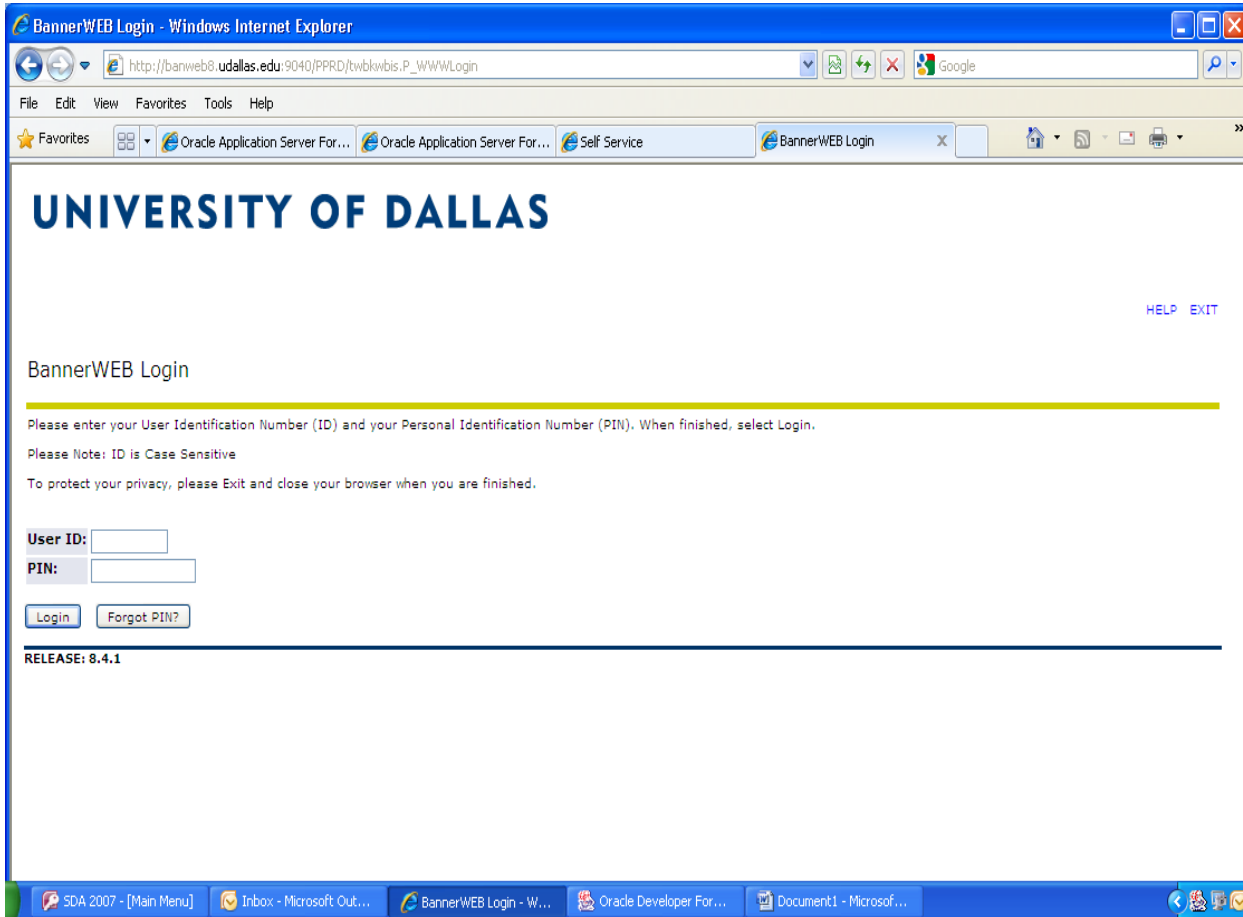 BannerWEB Login - Windows Internet Explorer
http://banweb8.udallas.edu:9040/PPRD/twbkwbis.P_WWWLogin
Google
File Edit View Favorites Tools Help
Favorites Oracle Application Server For... Oracle Application Server For... Self Service BannerWEB Login
UNIVERSITY OF DALLAS
HELP EXIT
BannerWEB Login
Please enter your User Identification Number (ID) and your Personal Identification Number (PIN). When finished, select Login.
Please Note: ID is Case Sensitive
To protect your privacy, please Exit and close your browser when you are finished.
User ID:
PIN:
Login Forgot PIN?
RELEASE: 8.4.1
SDA 2007 - [Main Menu] Inbox - Microsoft Out... BannerWEB Login - W... Oracle Developer For... Document1 - Microsof...